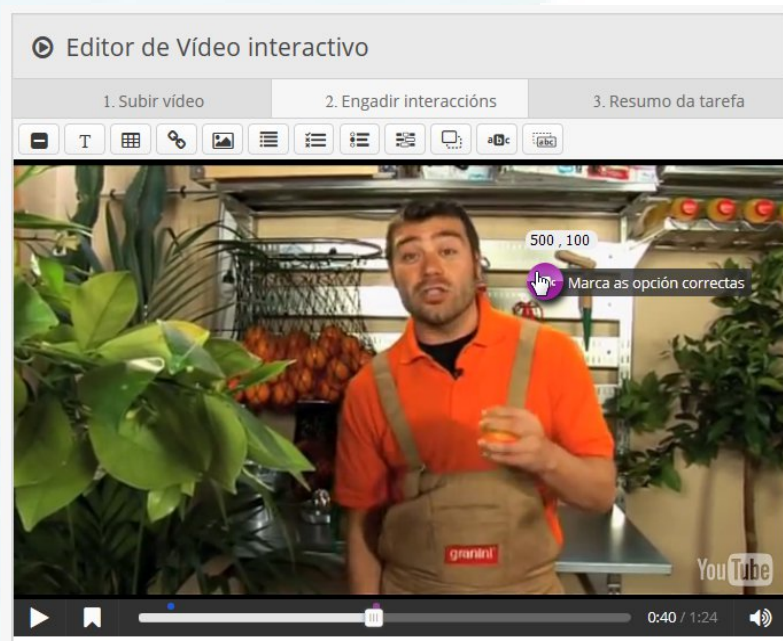 Editor de Vídeo interactivo
1. Subir vídeo
2. Engadir interaccións
3. Resumo da tarefa
T
abc
abc
500 , 100
Marca as opción correctas
granini
YouTube
0:40 / 1:24